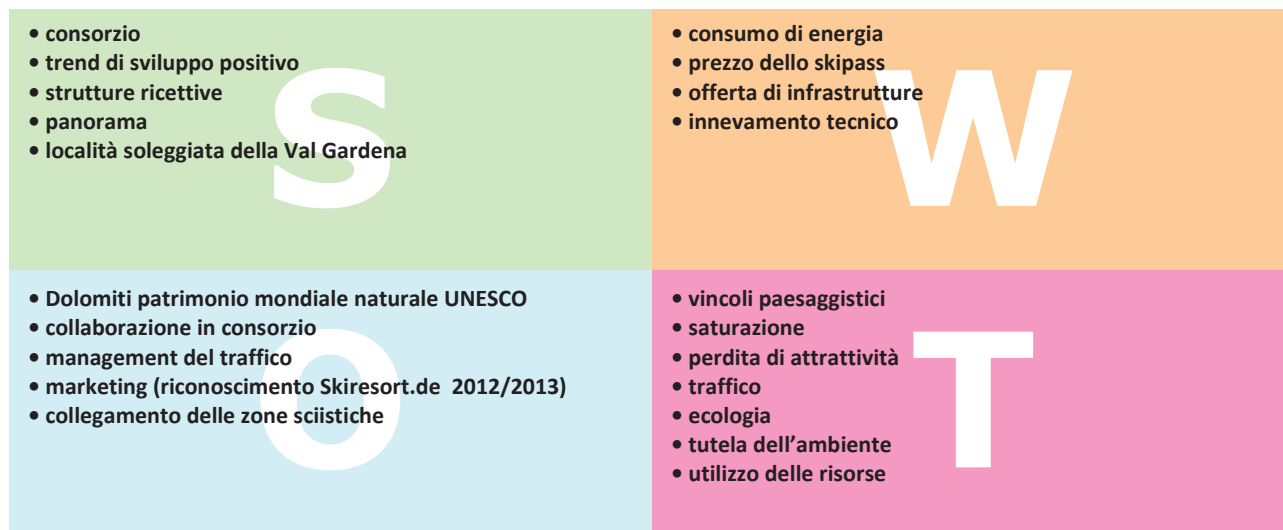 • consorzio
• trend di sviluppo positivo
• strutture ricettive
• panorama
• località soleggiata della Val Gardena
S
• consumo di energia
• prezzo dello skipass
• offerta di infrastrutture
• innevamento tecnico
W
• Dolomiti patrimonio mondiale naturale UNESCO
• collaborazione in consorzio
• management del traffico
• marketing (riconoscimento Skiresort.de 2012/2013)
• collegamento delle zone sciistiche
O
• vincoli paesaggistici
• saturazione
• perdita di attrattività
• traffico
• ecologia
• tutela dell’ambiente
• utilizzo delle risorse
T